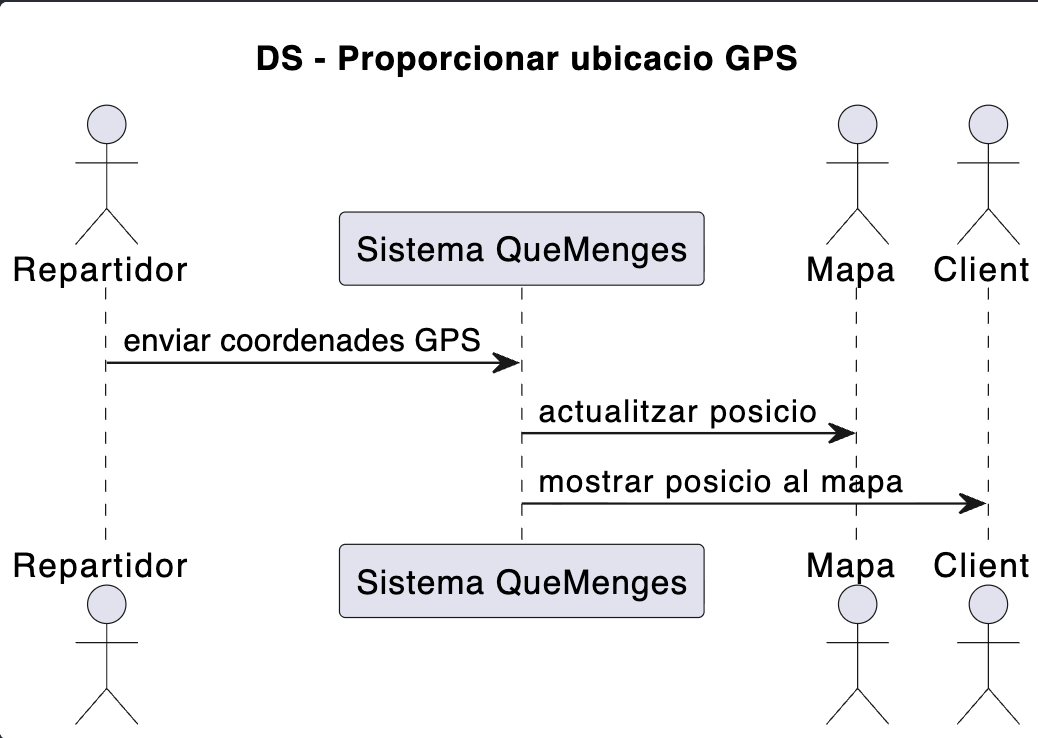 DS - Proporcionar ubicacio GPS
Repartidor
Sistema QueMenges
Mapa
Client
enviar coordenades GPS
actualitzar posicio
mostrar posicio al mapa
Repartidor
Sistema QueMenges
Mapa
Client